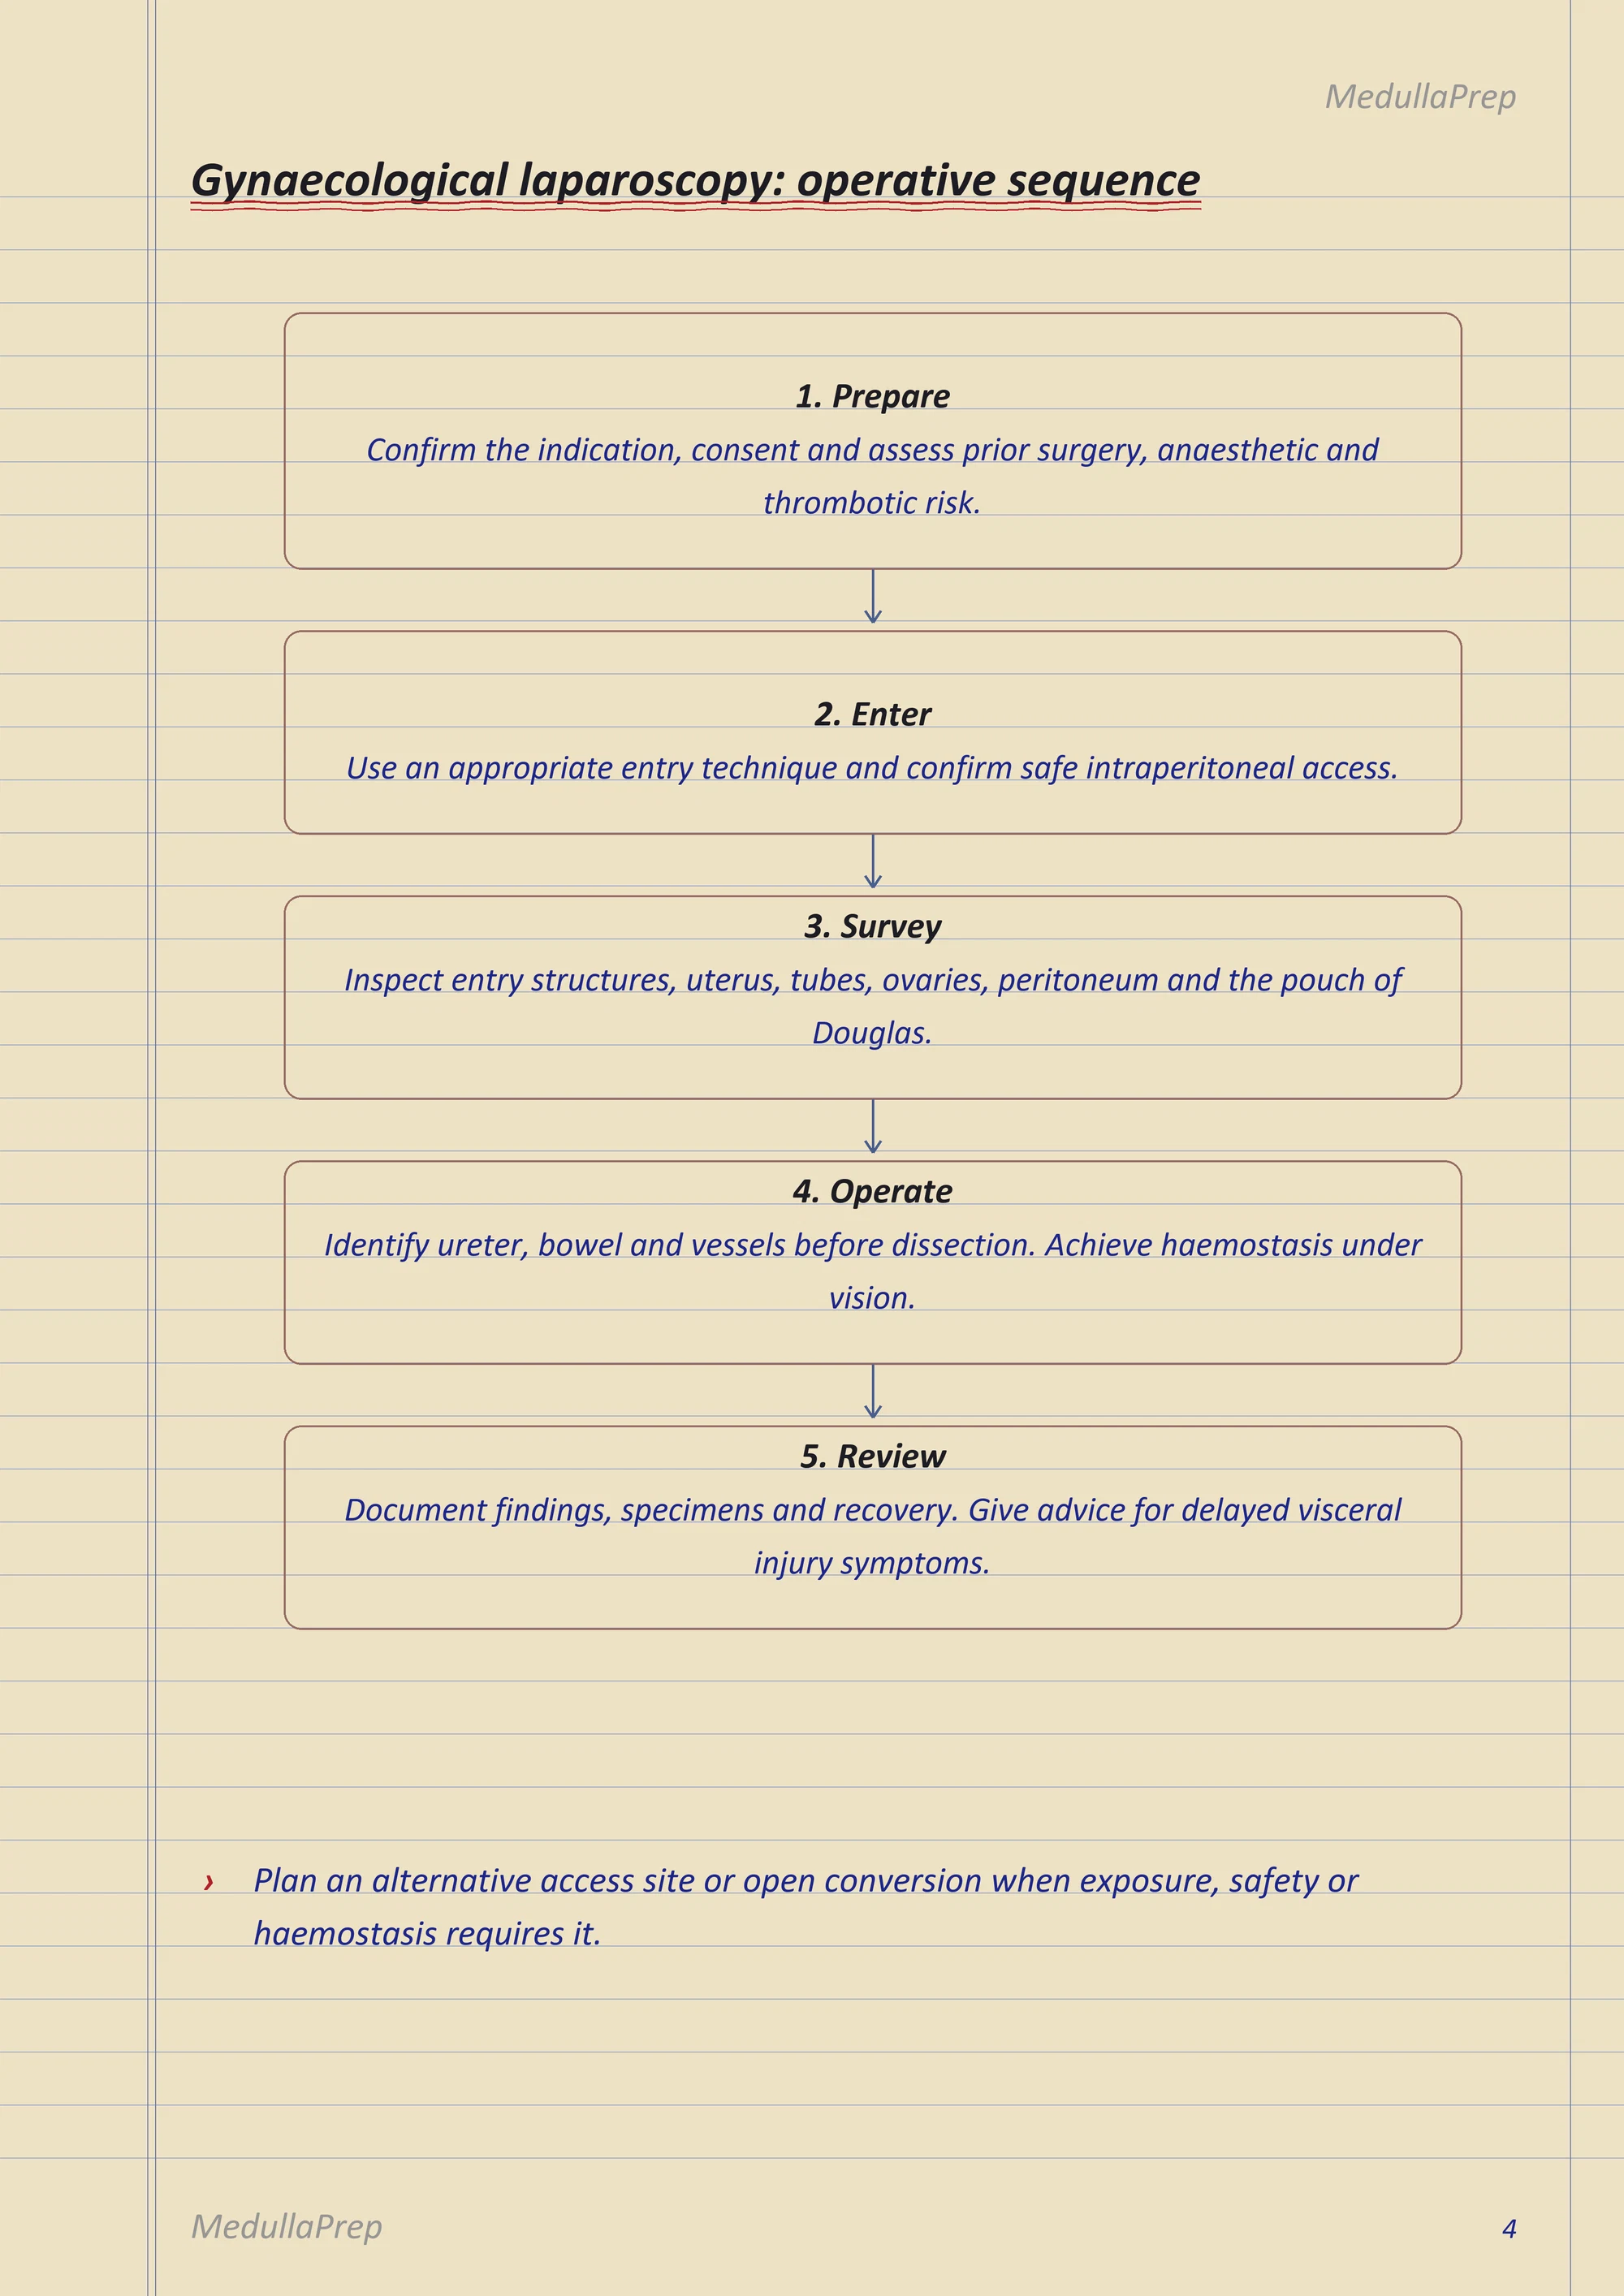 MedullaPrep
Gynaecological laparoscopy: operative sequence
1. Prepare
Confirm the indication, consent and assess prior surgery, anaesthetic and
thrombotic risk.
2. Enter
Use an appropriate entry technique and confirm safe intraperitoneal access.
3. Survey
Inspect entry structures, uterus, tubes, ovaries, peritoneum and the pouch of
Douglas.
4. Operate
Identify ureter, bowel and vessels before dissection. Achieve haemostasis under
vision.
5. Review
Document findings, specimens and recovery. Give advice for delayed visceral
injury symptoms.
› Plan an alternative access site or open conversion when exposure, safety or
haemostasis requires it.
MedullaPrep
4